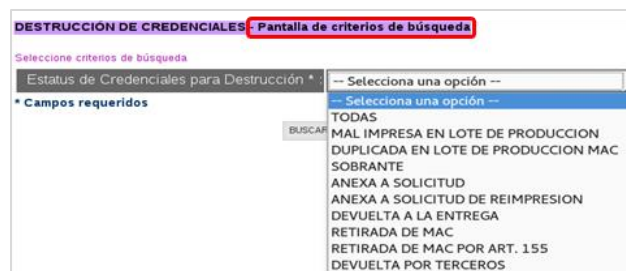 DESTRUCCIÓN DE CREDENCIALES - Pantalla de criterios de búsqueda
Seleccione criterios de búsqueda
Estatus de Credenciales para Destrucción * : -- Selecciona una opción --
* Campos requeridos
-- Selecciona una opción --
TODAS
BUSCAR
MAL IMPRESA EN LOTE DE PRODUCCION
DUPLICADA EN LOTE DE PRODUCCION MAC
SOBRANTE
ANEXA A SOLICITUD
ANEXA A SOLICITUD DE REIMPRESION
DEVUELTA A LA ENTREGA
RETIRADA DE MAC
RETIRADA DE MAC POR ART. 155
DEVUELTA POR TERCEROS